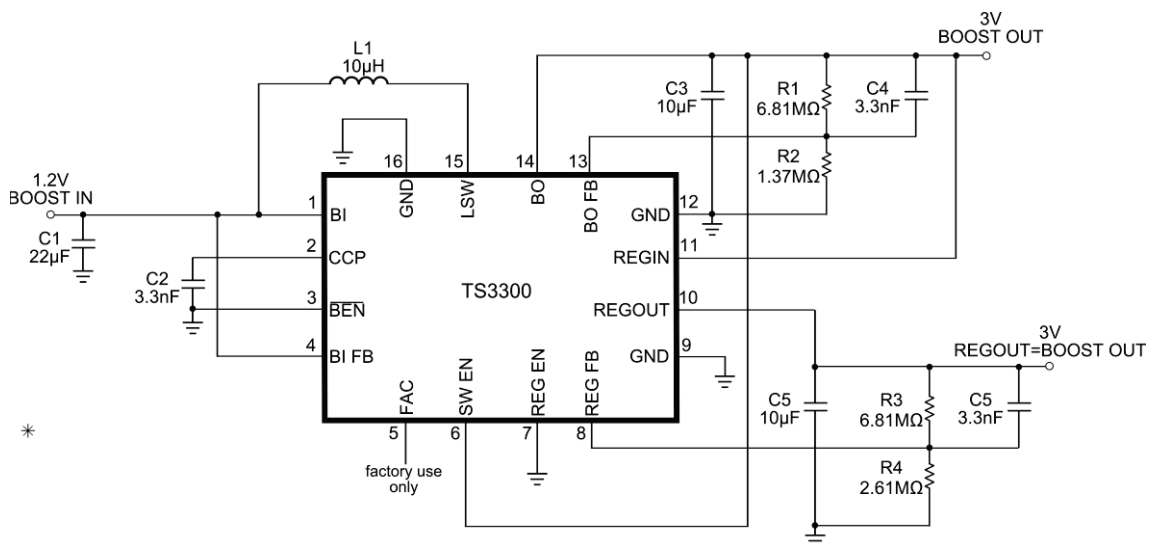 3V
BOOST OUT
L1
10µH
C3
10µF
R1
6.81MΩ
C4
3.3nF
R2
1.37MΩ
16
15
14
13
GND
LSW
BO
BO FB
1.2V
BOOST IN
C1
22µF
1
BI
2
CCP
C2
3.3nF
3
BEN
4
BI FB
TS3300
12
GND
11
REGIN
10
REGOUT
9
GND
FAC
SW EN
REG EN
REG FB
5
6
7
8
factory use
only
3V
REGOUT=BOOST OUT
C5
10µF
R3
6.81MΩ
C5
3.3nF
R4
2.61MΩ
*